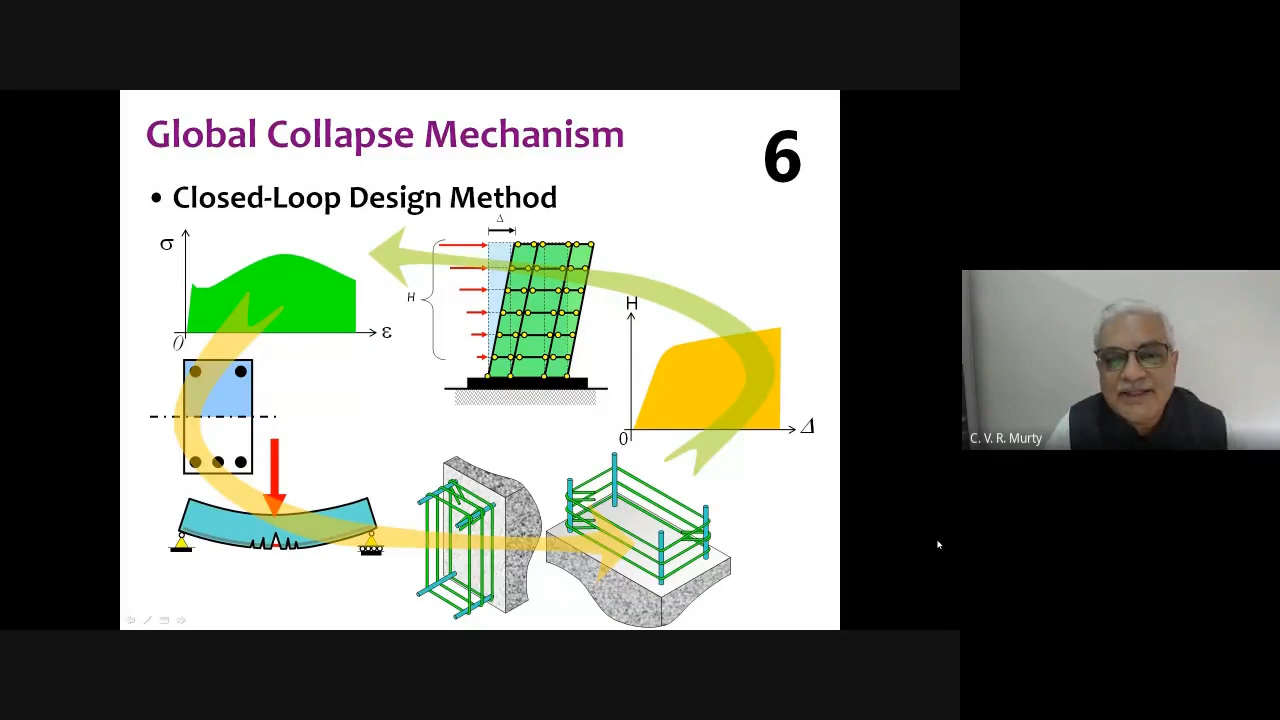 Global Collapse Mechanism
6
• Closed-Loop Design Method
Δ
σ
H
H
0
ε
0
Δ
C. V. R. Murty